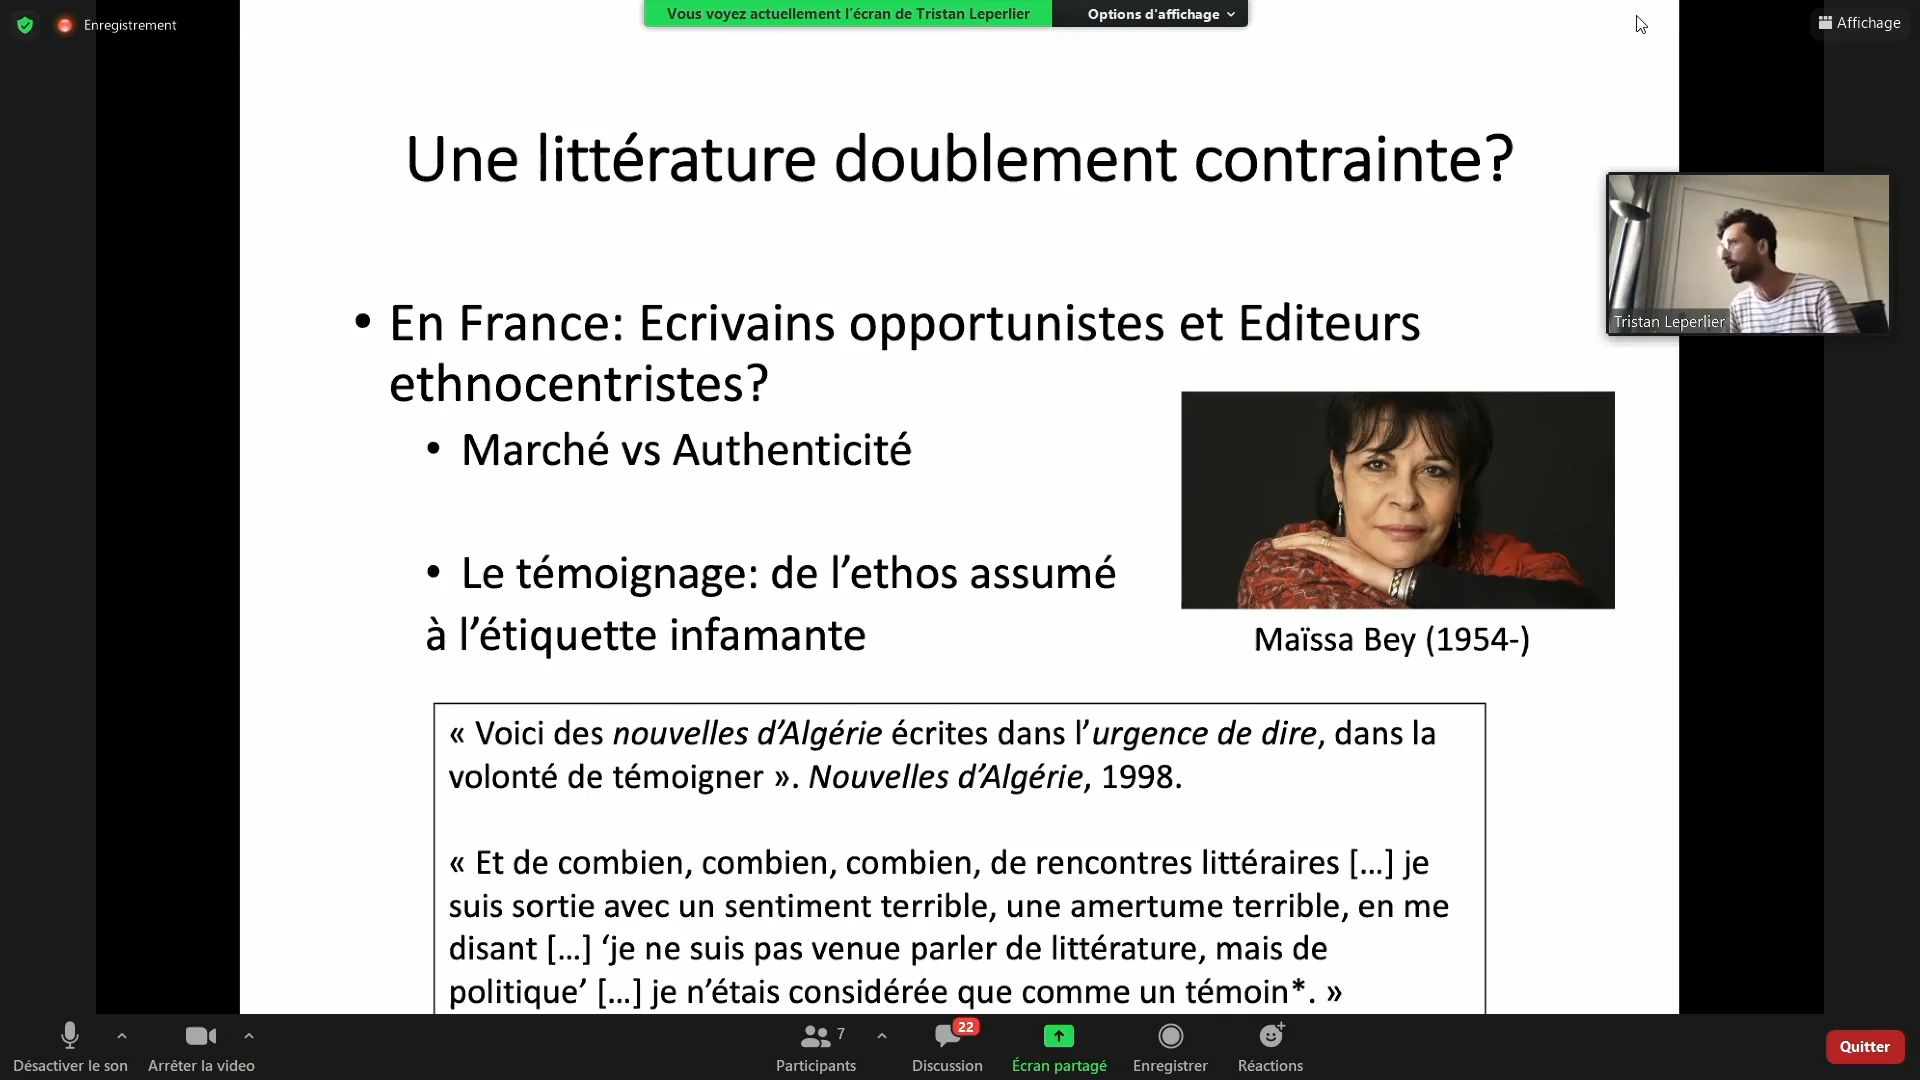 Enregistrement
Vous voyez actuellement l'écran de Tristan Leperlier
Options d'affichage
Affichage
Une littérature doublement contrainte?
• En France: Ecrivains opportunistes et Editeurs
ethnocentristes?
• Marché vs Authenticité
• Le témoignage: de l’ethos assumé
à l’étiquette infamante
Tristan Leperlier
Maïssa Bey (1954-)
« Voici des nouvelles d’Algérie écrites dans l’urgence de dire, dans la
volonté de témoigner ». Nouvelles d’Algérie, 1998.
« Et de combien, combien, combien, de rencontres littéraires […] je
suis sortie avec un sentiment terrible, une amertume terrible, en me
disant […] ‘je ne suis pas venue parler de littérature, mais de
politique’ […] je n’étais considérée que comme un témoin*. »
Désactiver le son
Arrêter la video
7
Participants
22
Discussion
Écran partagé
Enregistrer
Réactions
Quitter